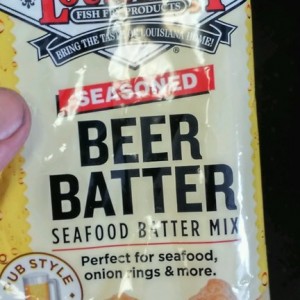 FISH FRY PRODUCTS
BRING THE TASTE OF LOUISIANA HOME!
®
SEASONED
BEER
BATTER
SEAFOOD BATTER MIX
Perfect for seafood,
onion rings & more.
PUB STYLE